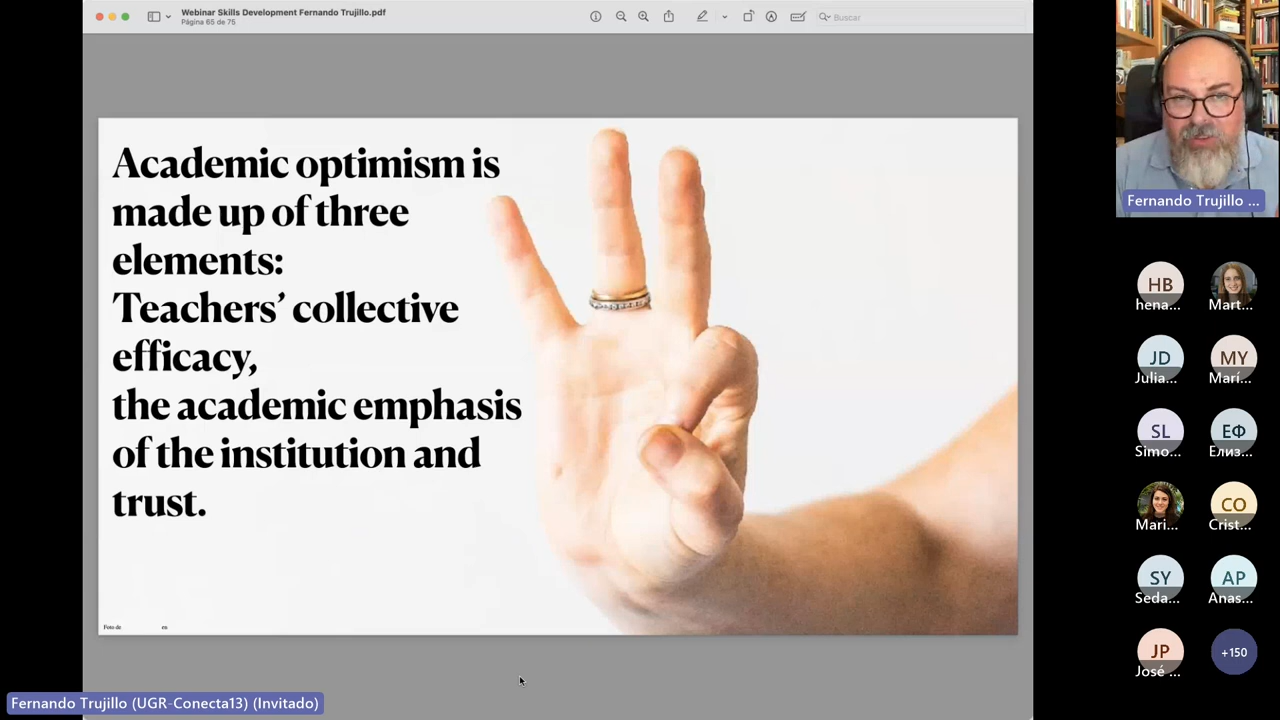 Webinar Skills Development Fernando Trujillo.pdf
Página 65 de 75
Buscar
Academic optimism is
made up of three
elements:
Teachers’ collective
efficacy,
the academic emphasis
of the institution and
trust.
Foto de
en
Fernando Trujillo ...
HB
hena...
Mart...
JD
Julia...
MY
Marí...
SL
Simo...
ЕФ
Елиз...
Mari...
CO
Crist...
SY
Seda...
AP
Anas...
JP
José ...
+150
Fernando Trujillo (UGR-Conecta13) (Invitado)